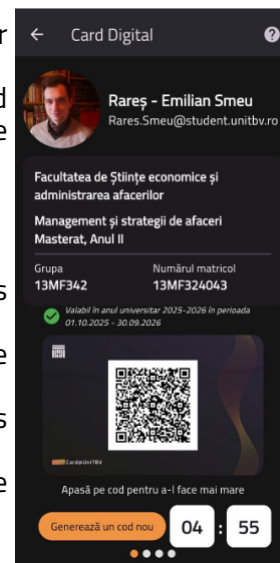 r
← Card Digital ?
d
e
Rareș - Emilian Smeu
Rares.Smeu@student.unitbv.ro
Facultatea de Științe economice și
administrarea afacerilor
Management și strategii de afaceri
Masterat, Anul II
Grupa Numărul matricol
13MF342 13MF324043
s
Valabil în anul universitar 2025-2026 în perioada
01.10.2025 - 30.09.2026
e
s
CardpUnitBV
e
Apasă pe cod pentru a-l face mai mare
Generează un cod nou 04 : 55